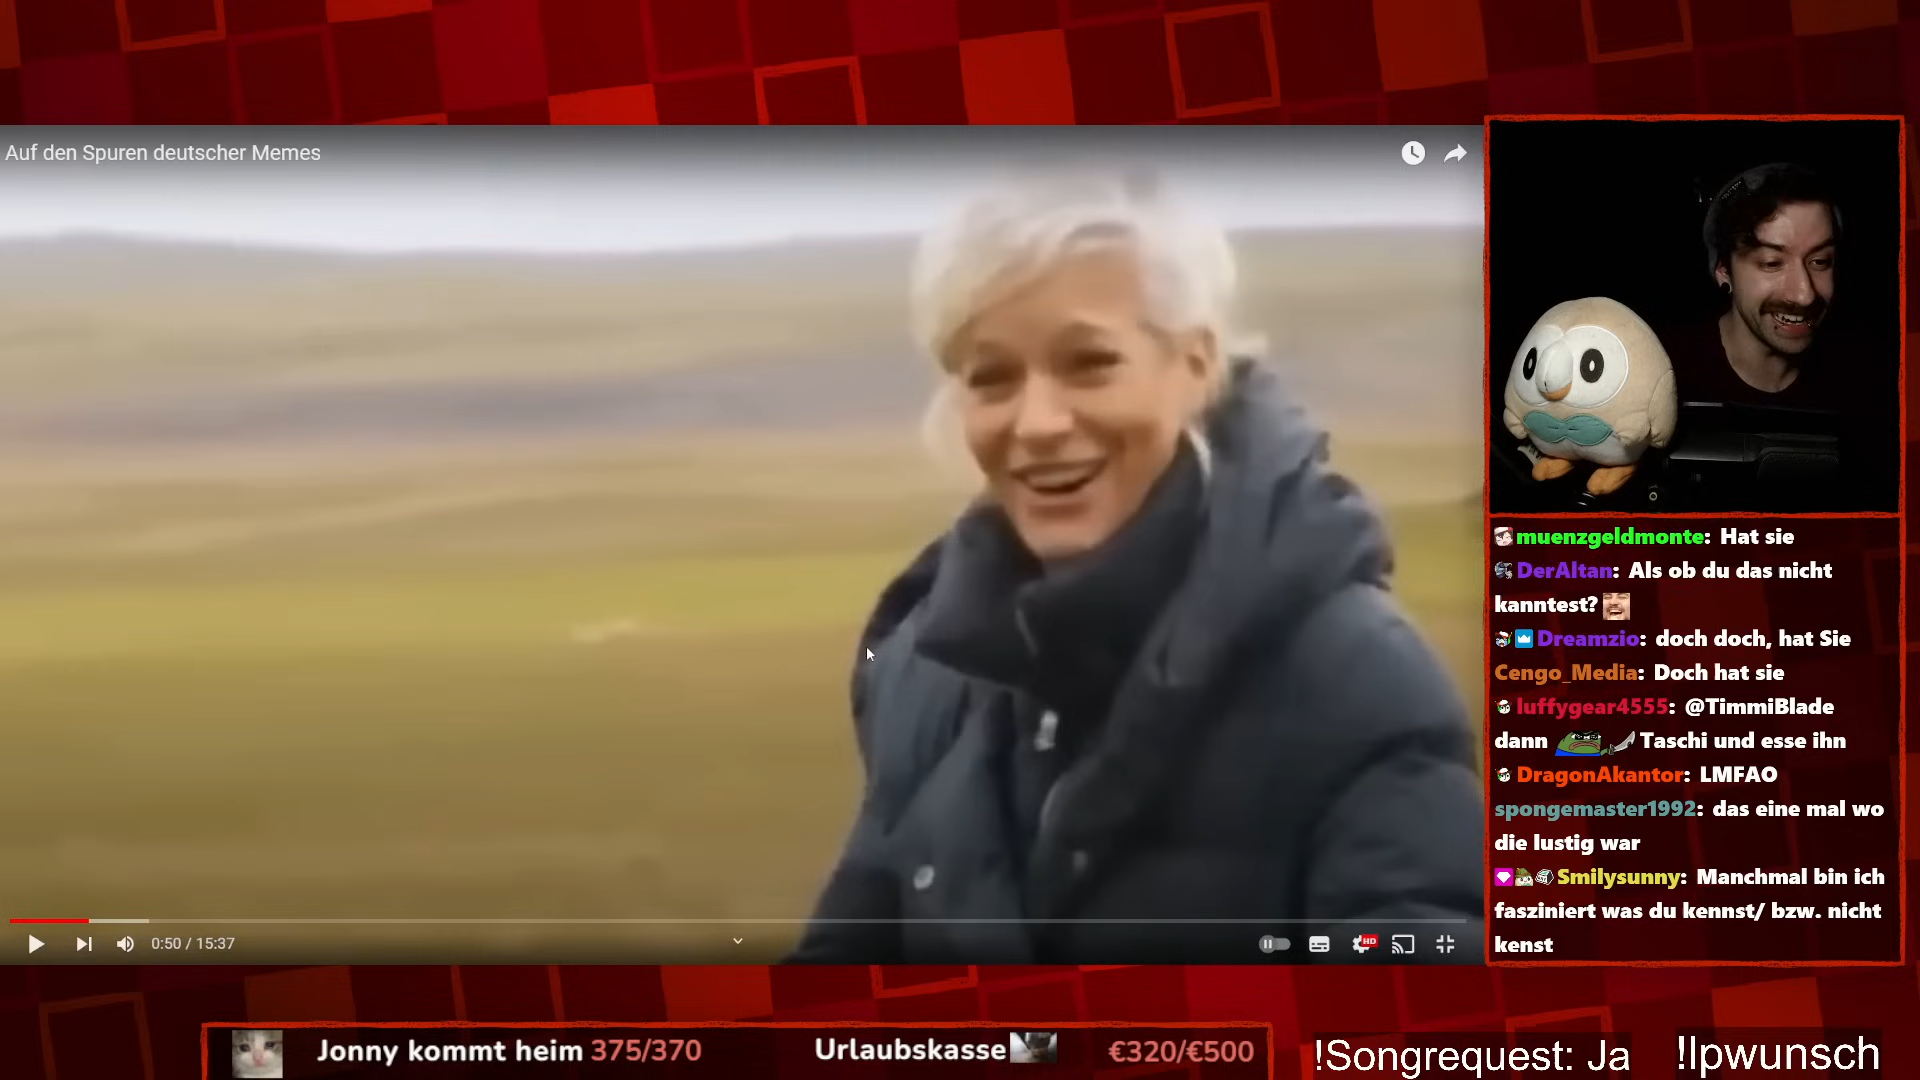 Auf den Spuren deutscher Memes
muenzgeldmonte: Hat sie
DerAltan: Als ob du das nicht
kanntest?
Dreamzio: doch doch, hat Sie
Cengo_Media: Doch hat sie
luffygear4555: @TimmiBlade
dann Taschi und esse ihn
DragonAkantor: LMFAO
spongemaster1992: das eine mal wo
die lustig war
Smilysunny: Manchmal bin ich
fasziniert was du kennst/ bzw. nicht
kenst
0:50 / 15:37
HD
Jonny kommt heim 375/370
Urlaubskasse €320/€500
!Songrequest: Ja
!lpwunsch